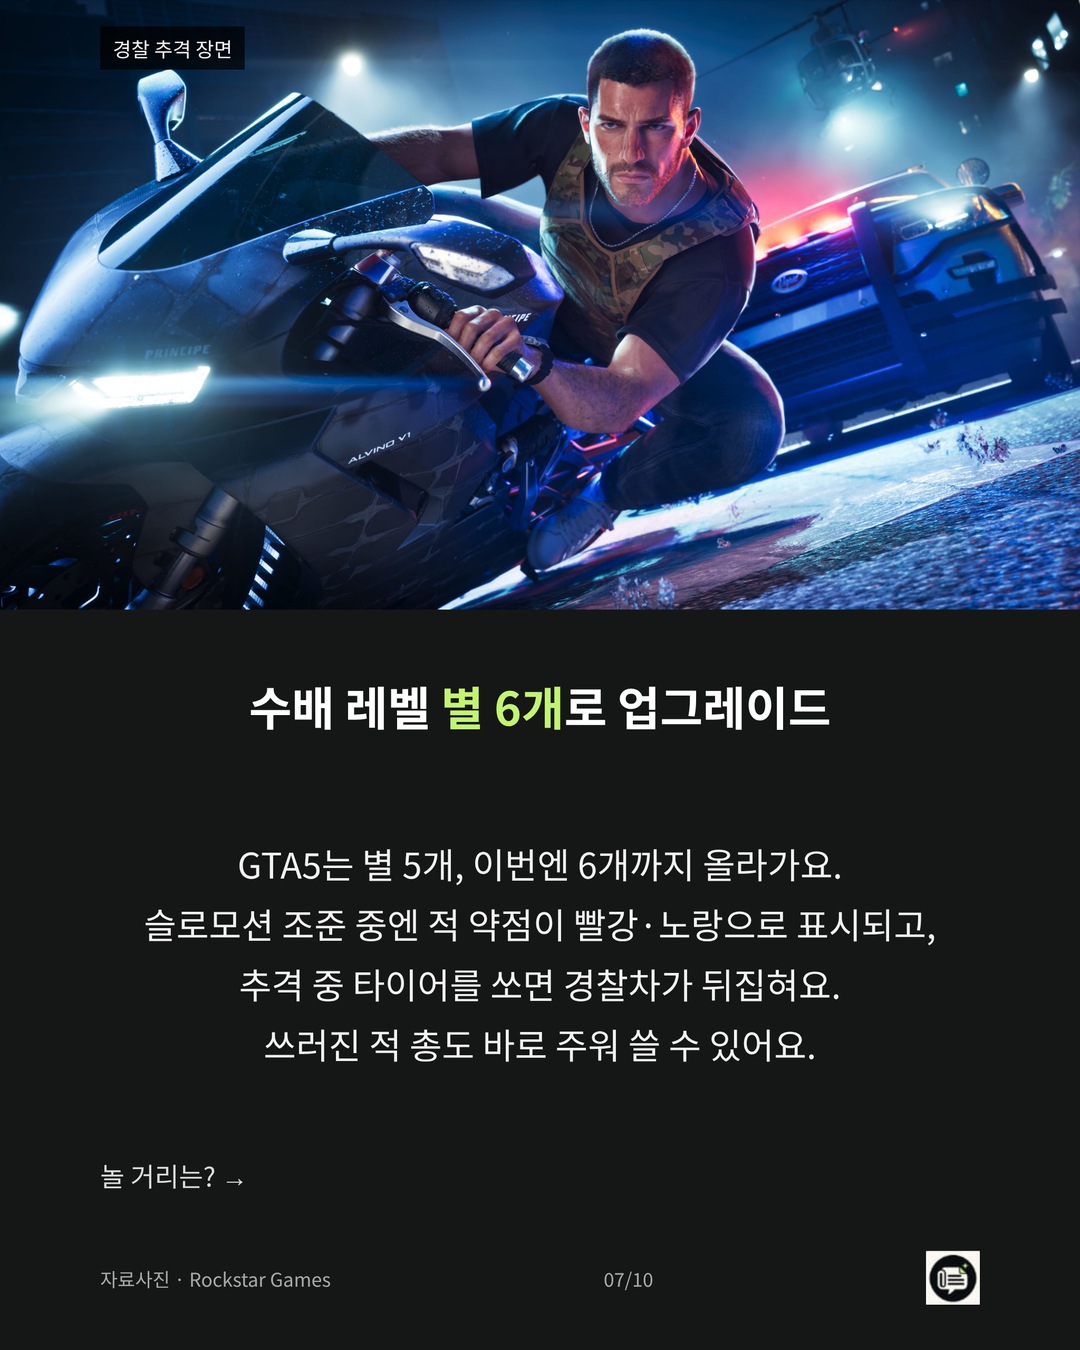 경찰 추격 장면
PRINCIPE
ALVINO V1
수배 레벨 별 6개로 업그레이드
GTA5는 별 5개, 이번엔 6개까지 올라가요.
슬로모션 조준 중엔 적 약점이 빨강·노랑으로 표시되고,
추격 중 타이어를 쏘면 경찰차가 뒤집혀요.
쓰러진 적 총도 바로 주워 쓸 수 있어요.
놀 거리는? →
자료사진 · Rockstar Games
07/10